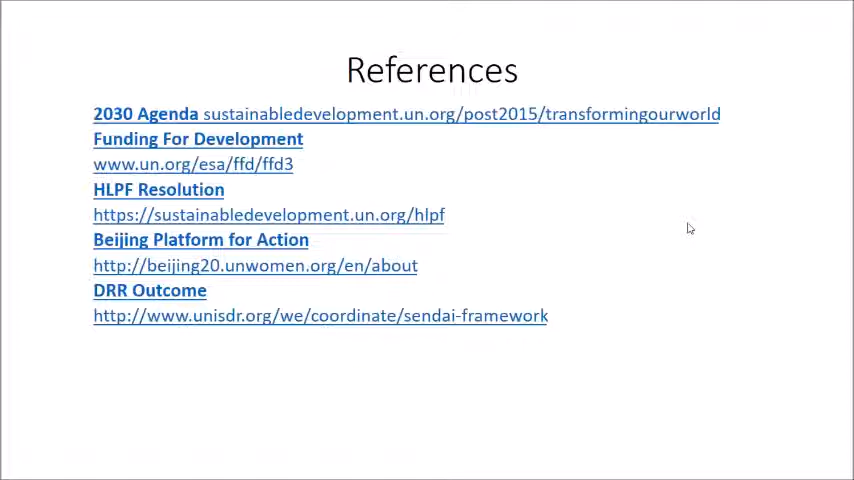 References
2030 Agenda sustainabledevelopment.un.org/post2015/transformingourworld
Funding For Development
www.un.org/esa/ffd/ffd3
HLPF Resolution
https://sustainabledevelopment.un.org/hlpf
Beijing Platform for Action
http://beijing20.unwomen.org/en/about
DRR Outcome
http://www.unisdr.org/we/coordinate/sendai-framework